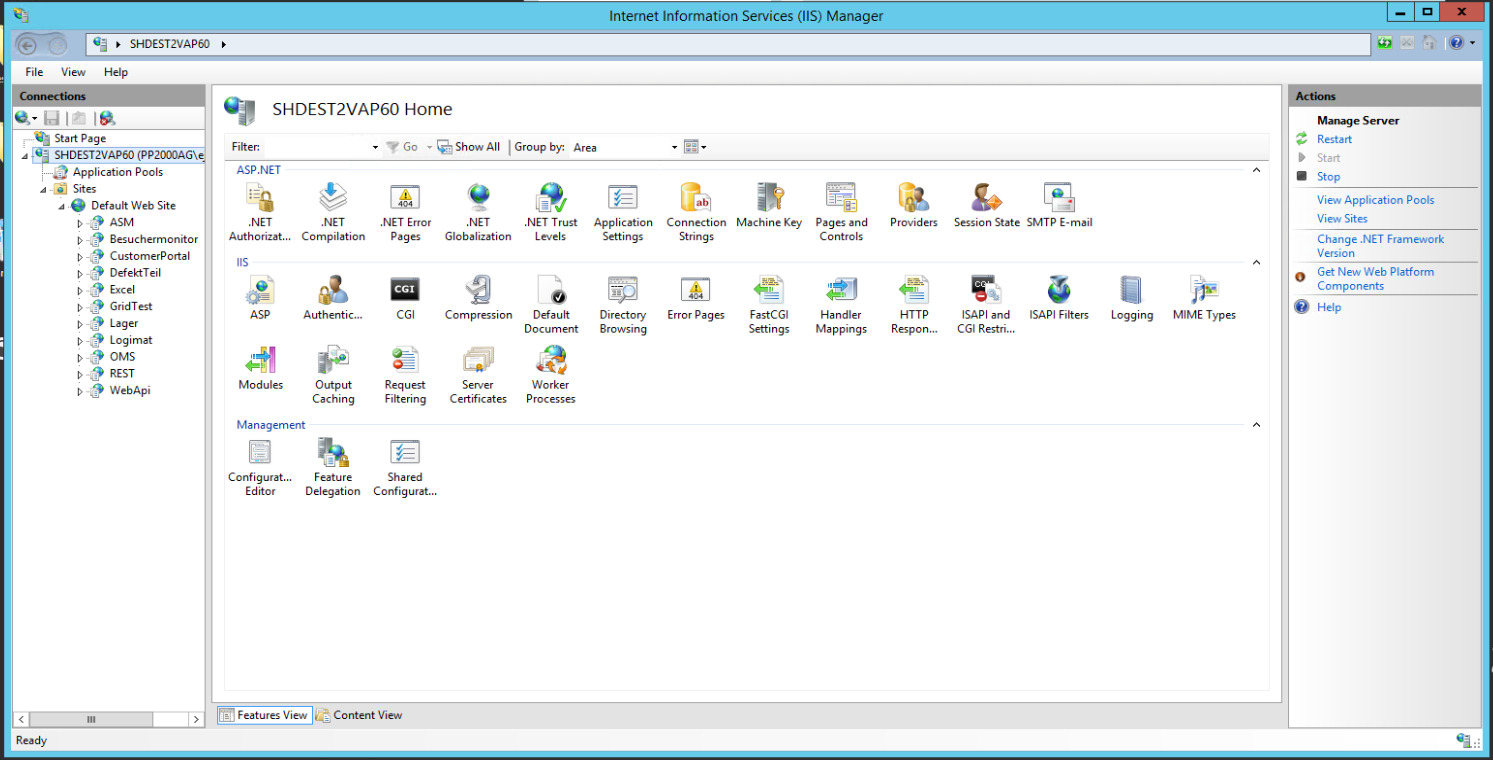 Internet Information Services (IIS) Manager
SHDEST2VAP60
File View Help
Connections
Start Page
SHDEST2VAP60 (PP2000AG\e
Application Pools
Sites
Default Web Site
ASM
Besuchermonitor
CustomerPortal
DefektTeil
Excel
GridTest
Lager
Logimat
OMS
REST
WebApi
SHDEST2VAP60 Home
Filter: Go Show All Group by: Area
ASP.NET
.NET Authorizat...
.NET Compilation
.NET Error Pages
.NET Globalization
.NET Trust Levels
Application Settings
Connection Strings
Machine Key
Pages and Controls
Providers
Session State
SMTP E-mail
IIS
ASP
Authentic...
CGI
Compression
Default Document
Directory Browsing
Error Pages
FastCGI Settings
Handler Mappings
HTTP Respon...
ISAPI and CGI Restri...
ISAPI Filters
Logging
MIME Types
Modules
Output Caching
Request Filtering
Server Certificates
Worker Processes
Management
Configurat... Editor
Feature Delegation
Shared Configurat...
Features View
Content View
Actions
Manage Server
Restart
Start
Stop
View Application Pools
View Sites
Change .NET Framework
Version
Get New Web Platform
Components
Help
Ready